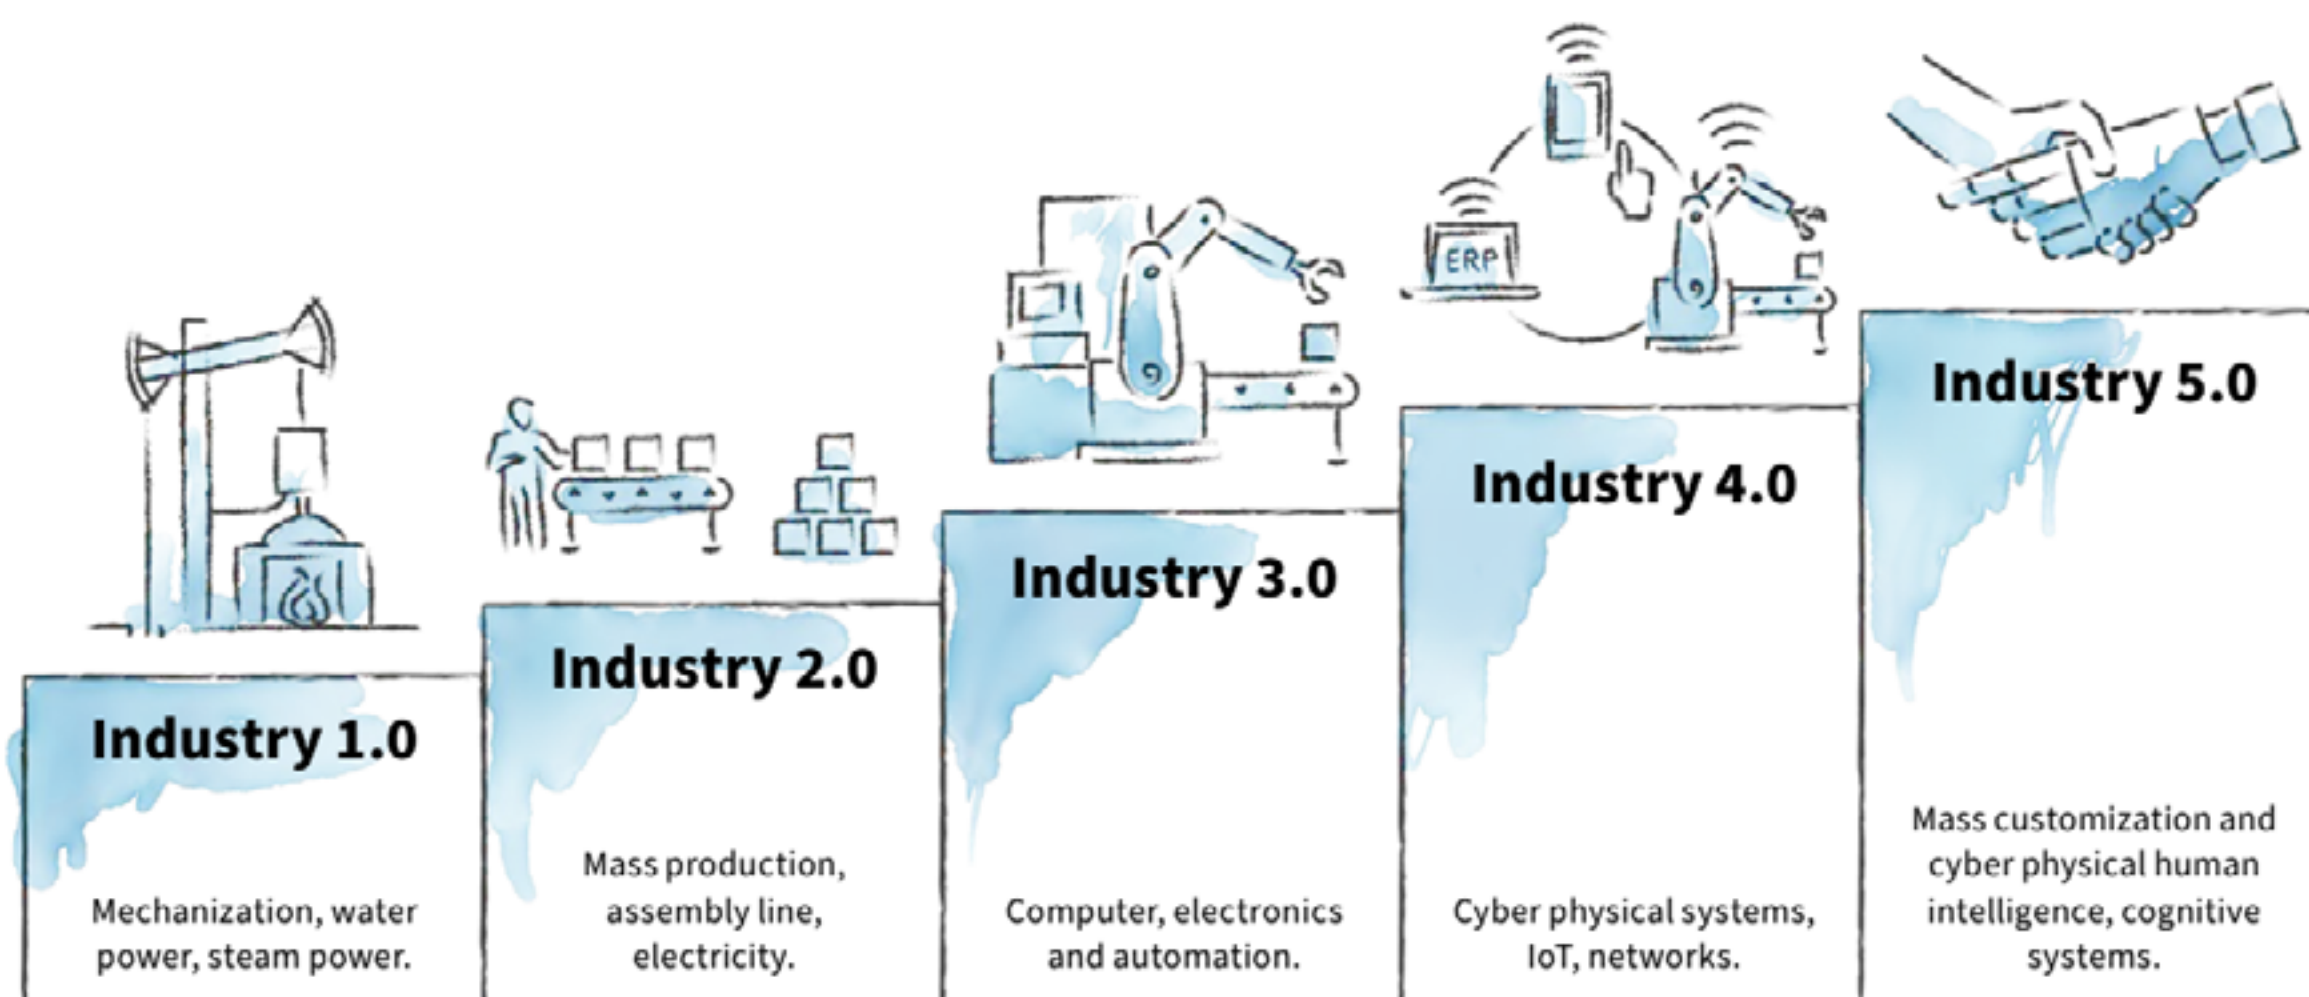 Industry 1.0
Mechanization, water
power, steam power.
Industry 2.0
Mass production,
assembly line,
electricity.
Industry 3.0
Computer, electronics
and automation.
ERP
Industry 4.0
Cyber physical systems,
IoT, networks.
Industry 5.0
Mass customization and
cyber physical human
intelligence, cognitive
systems.